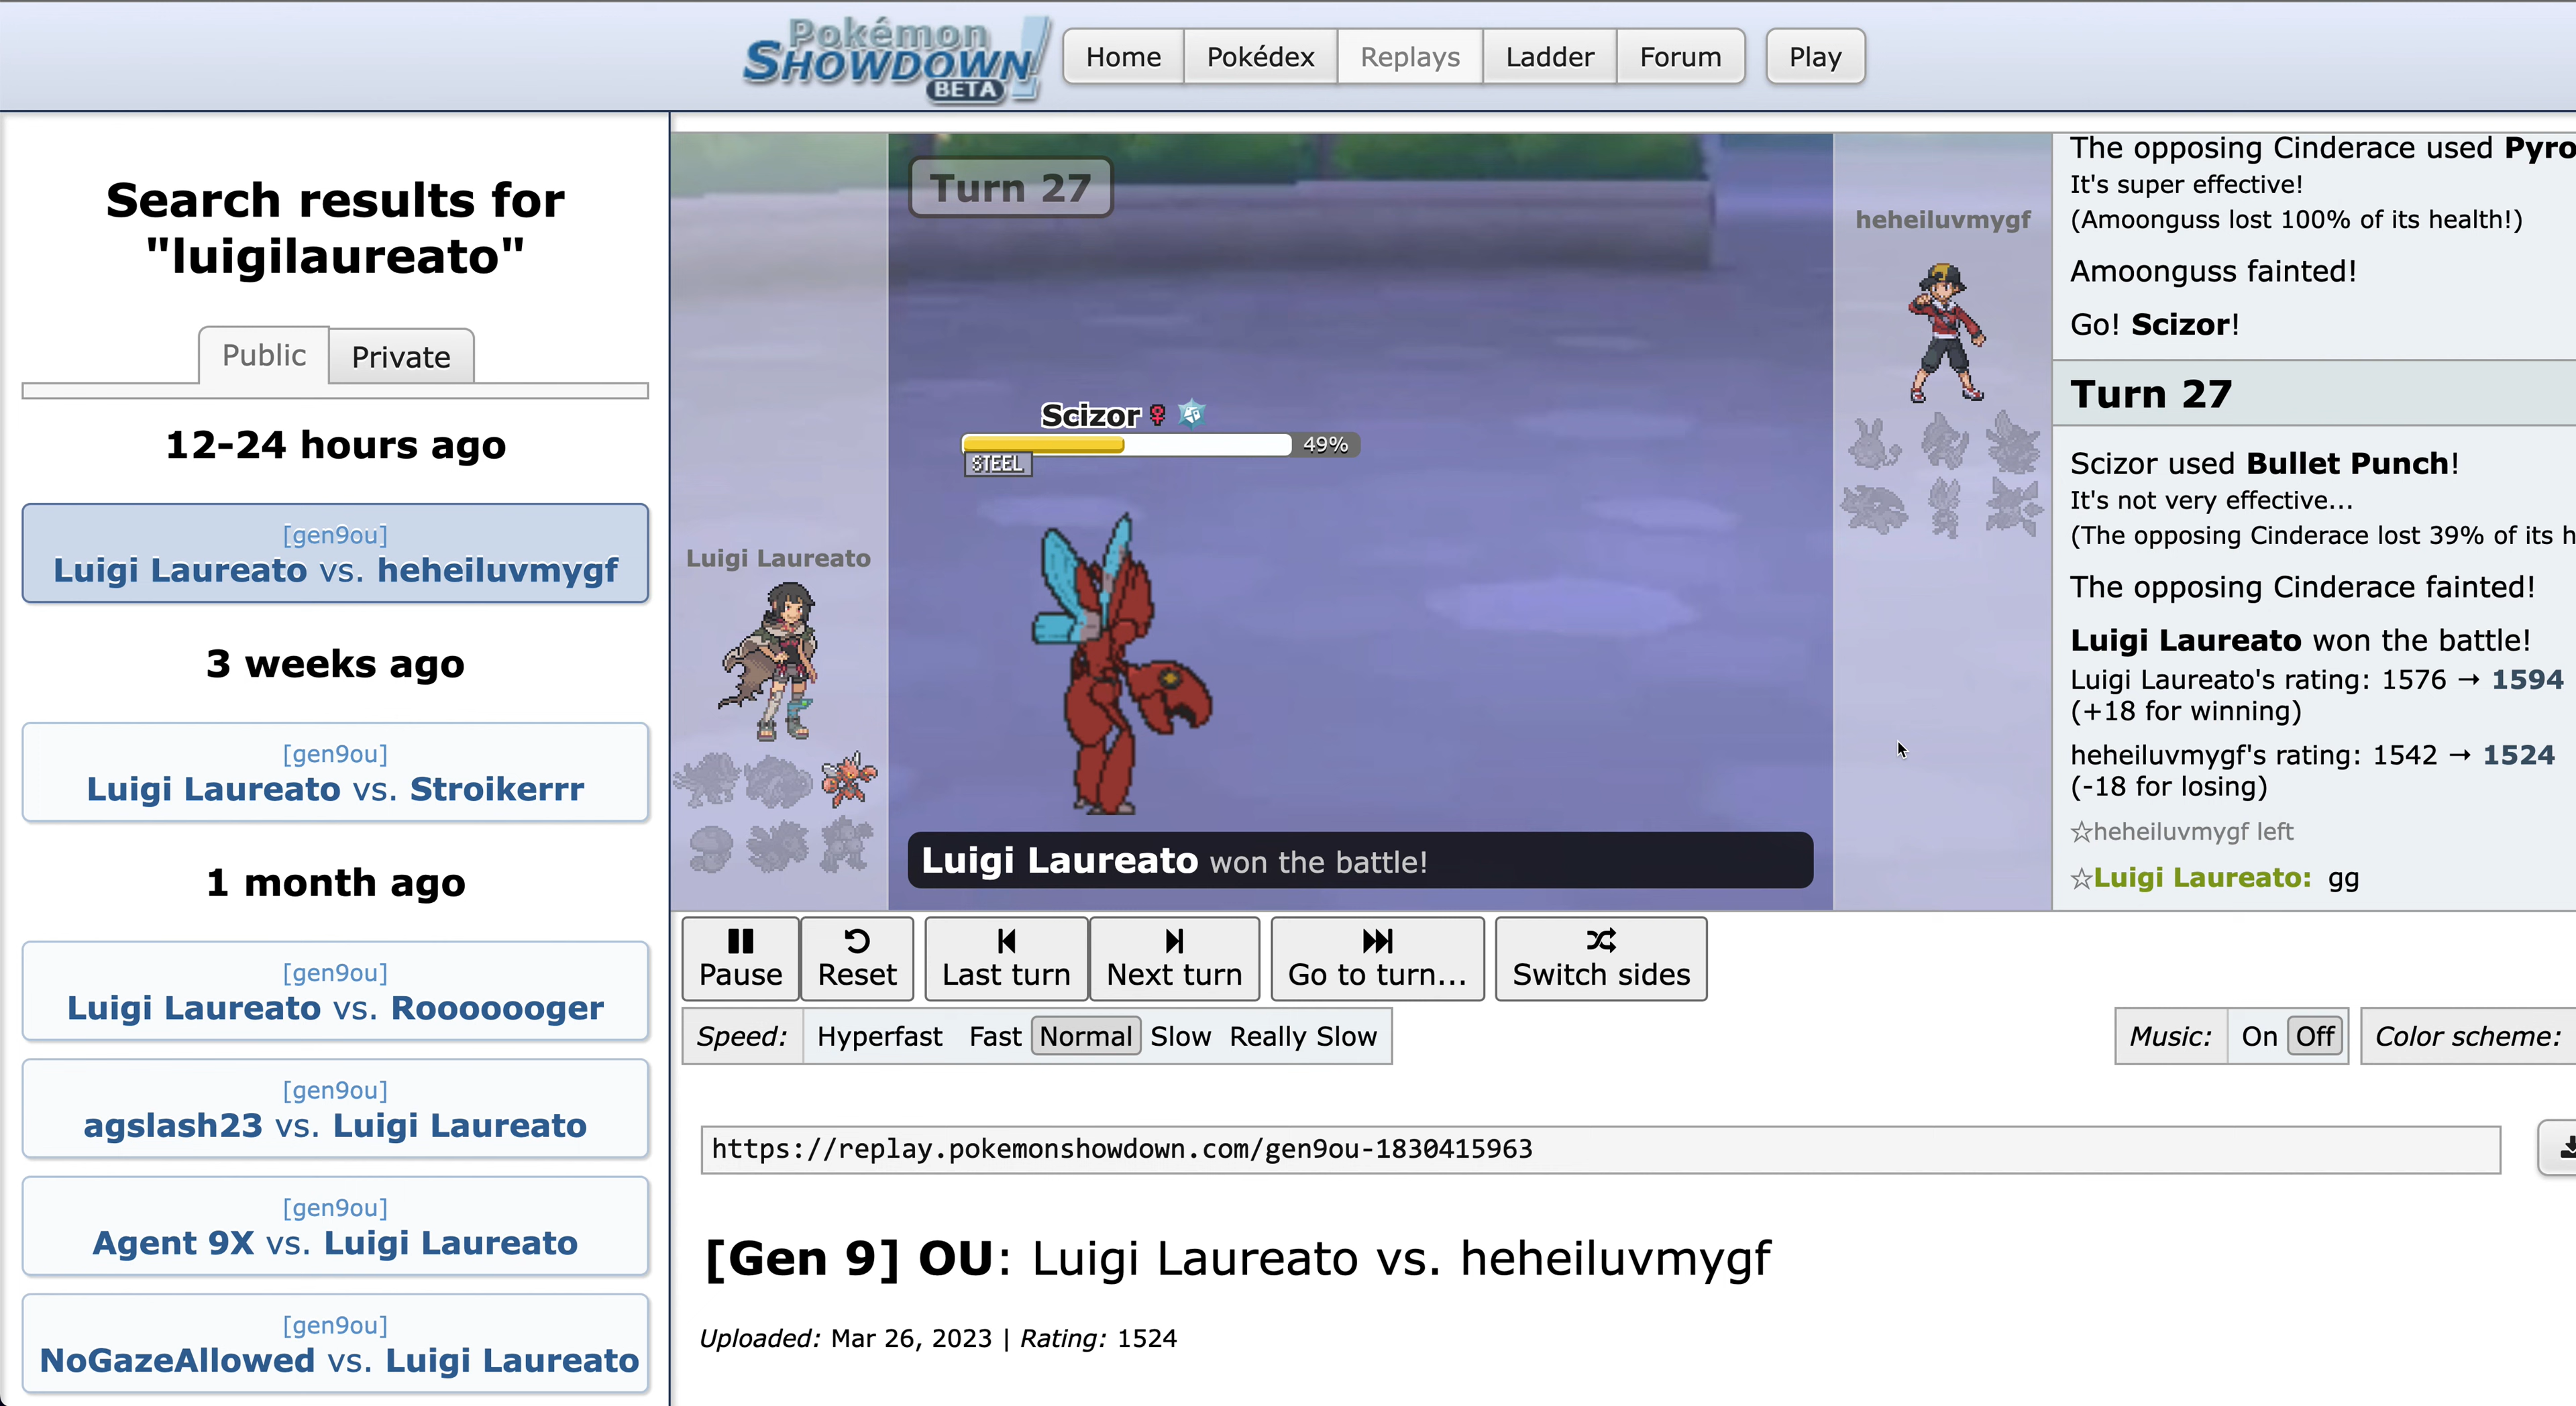 Pokémon
SHOWDOWN!
BETA
Home
Pokédex
Replays
Ladder
Forum
Play
Search results for
"luigilaureato"
Public
Private
12-24 hours ago
[gen9ou]
Luigi Laureato vs. heheiluvmygf
3 weeks ago
[gen9ou]
Luigi Laureato vs. Stroikerrr
1 month ago
[gen9ou]
Luigi Laureato vs. Rooooooger
[gen9ou]
agslash23 vs. Luigi Laureato
[gen9ou]
Agent 9X vs. Luigi Laureato
[gen9ou]
NoGazeAllowed vs. Luigi Laureato
Turn 27
heheiluvmygf
Scizor
49%
STEEL
Luigi Laureato
Luigi Laureato won the battle!
The opposing Cinderace used Pyro
It's super effective!
(Amoonguss lost 100% of its health!)
Amoonguss fainted!
Go! Scizor!
Turn 27
Scizor used Bullet Punch!
It's not very effective...
(The opposing Cinderace lost 39% of its h
The opposing Cinderace fainted!
Luigi Laureato won the battle!
Luigi Laureato's rating: 1576 → 1594
(+18 for winning)
heheiluvmygf's rating: 1542 → 1524
(-18 for losing)
☆heheiluvmygf left
☆Luigi Laureato: gg
Pause
Reset
Last turn
Next turn
Go to turn...
Switch sides
Speed: Hyperfast Fast Normal Slow Really Slow
Music: On Off
Color scheme:
https://replay.pokemonshowdown.com/gen9ou-1830415963
[Gen 9] OU: Luigi Laureato vs. heheiluvmygf
Uploaded: Mar 26, 2023 | Rating: 1524